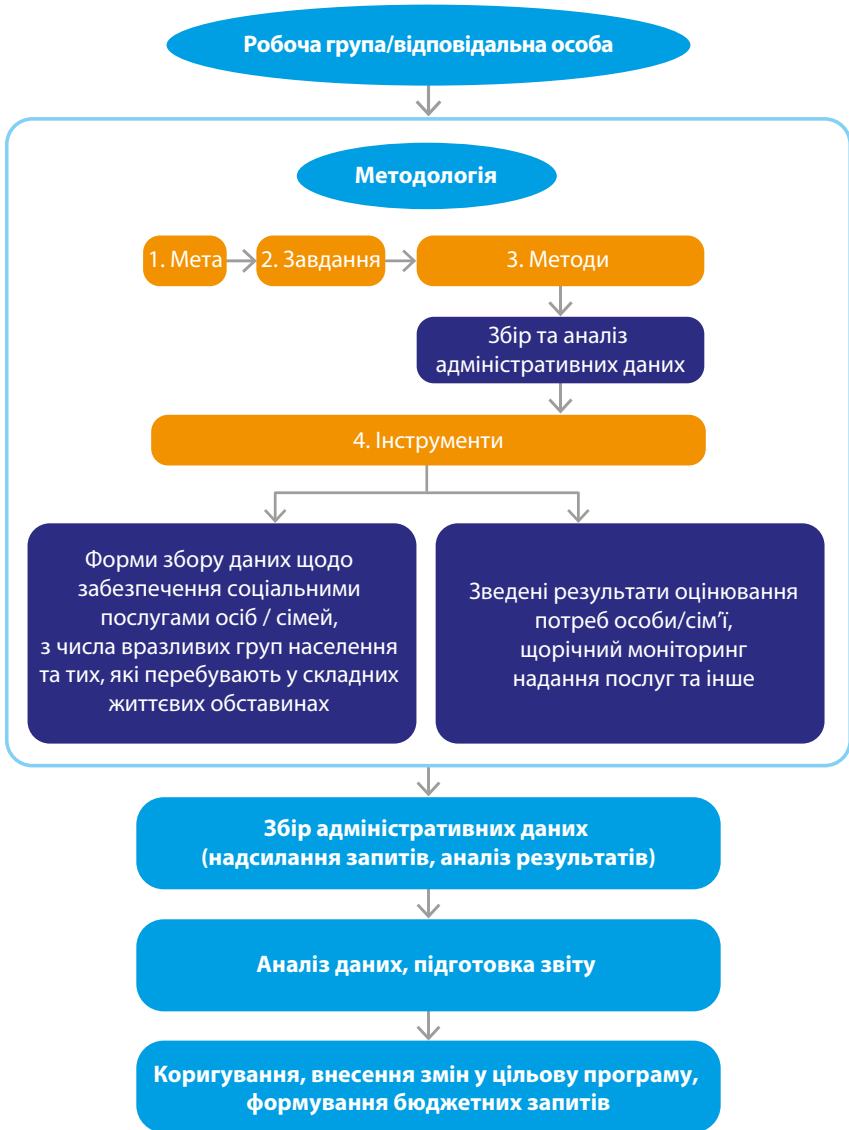 Робоча група/відповідальна особа
Методологія
1. Мета
2. Завдання
3. Методи
Збір та аналіз
адміністративних даних
4. Інструменти
Форми збору даних щодо
забезпечення соціальними
послугами осіб / сімей,
з числа вразливих груп населення
та тих, які перебувають у складних
життєвих обставинах
Зведені результати оцінювання
потреб особи/сім’ї,
щорічний моніторинг
надання послуг та інше
Збір адміністративних даних
(надсилання запитів, аналіз результатів)
Аналіз даних, підготовка звіту
Коригування, внесення змін у цільову програму,
формування бюджетних запитів